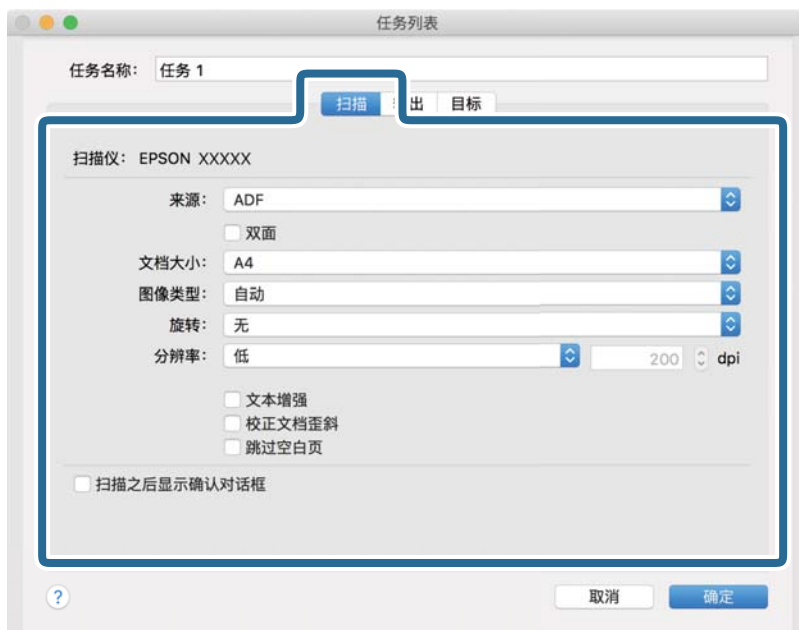 任务列表
任务名称： 任务 1
扫描 出 目标
扫描仪： EPSON XXXXX
来源： ADF
双面
文档大小： A4
图像类型： 自动
旋转： 无
分辨率： 低 200 dpi
文本增强
校正文档歪斜
跳过空白页
扫描之后显示确认对话框
? 取消 确定